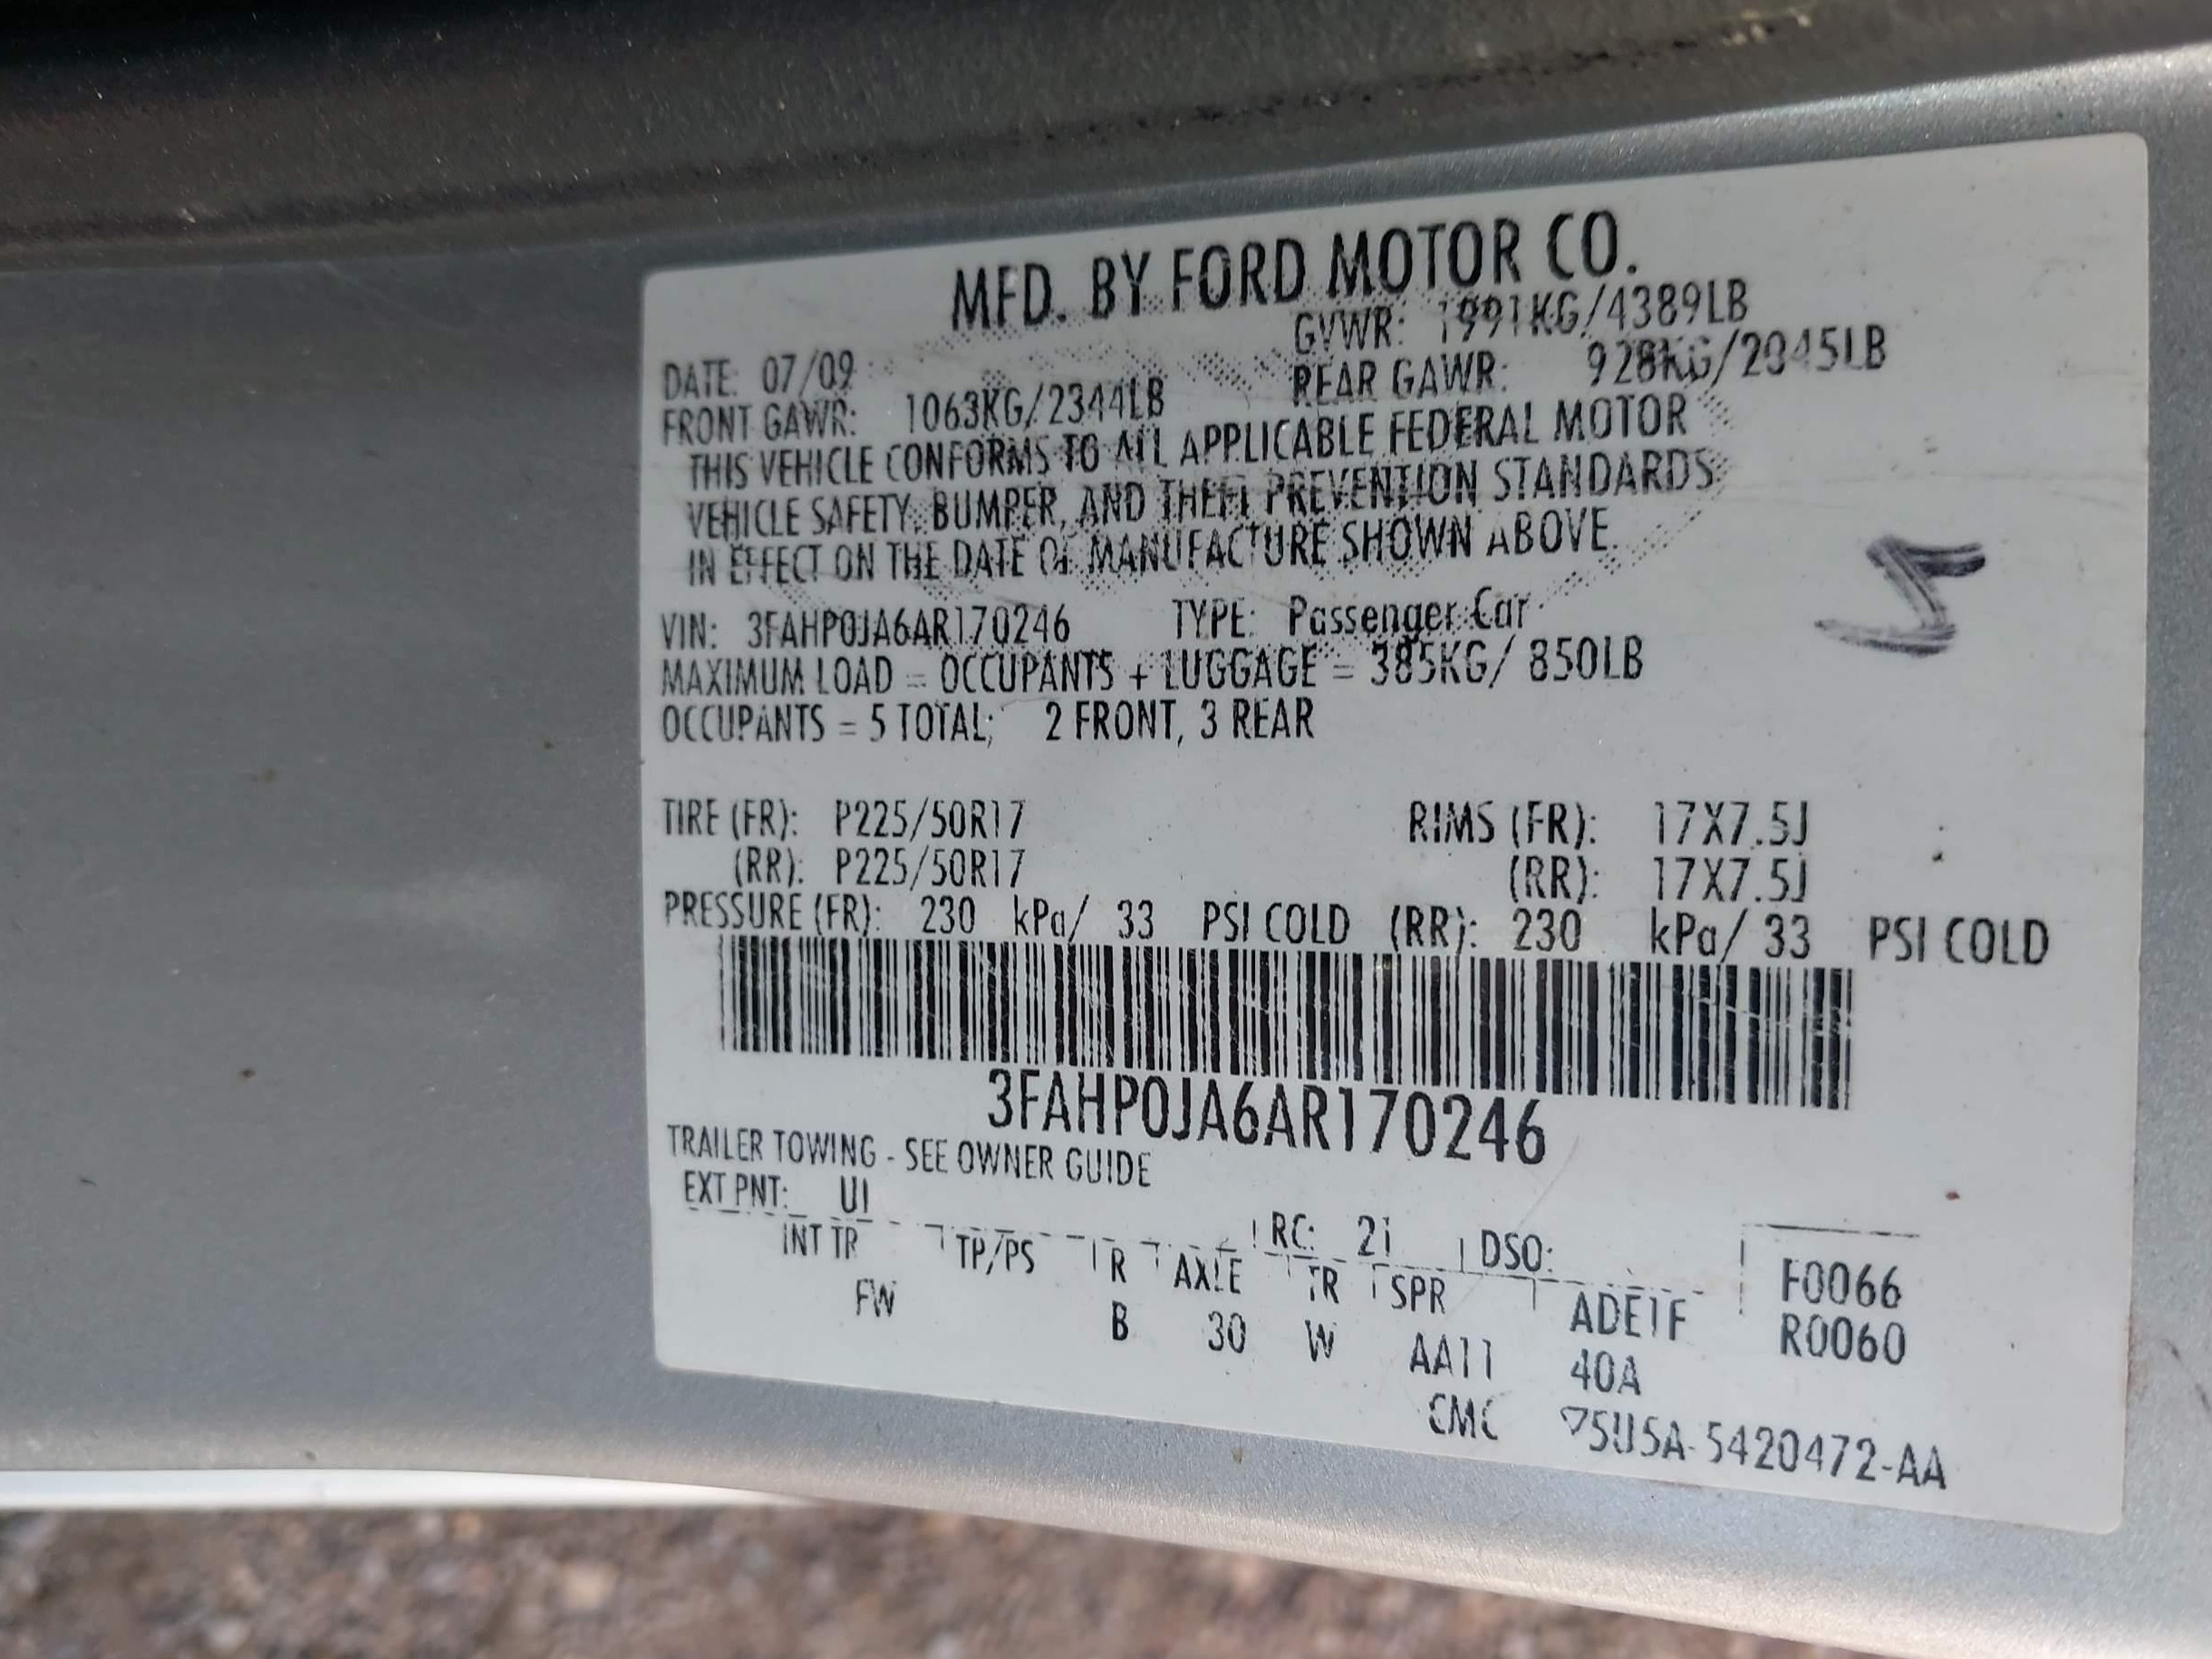 MFD. BY FORD MOTOR CO.
DATE: 07/09 GVWR: 1991KG/4389LB
FRONT GAWR: 1063KG/2344LB REAR GAWR: 928KG/2045LB
THIS VEHICLE CONFORMS TO ALL APPLICABLE FEDERAL MOTOR
VEHICLE SAFETY, BUMPER, AND THEFT PREVENTION STANDARDS
IN EFFECT ON THE DATE OF MANUFACTURE SHOWN ABOVE.
VIN: 3FAHP0JA6AR170246 TYPE: Passenger Car
MAXIMUM LOAD = OCCUPANTS + LUGGAGE = 385KG/ 850LB
OCCUPANTS = 5 TOTAL; 2 FRONT, 3 REAR
TIRE (FR): P225/50R17 RIMS (FR): 17X7.5J
(RR): P225/50R17 (RR): 17X7.5J
PRESSURE (FR): 230 kPa/ 33 PSI COLD (RR): 230 kPa/ 33 PSI COLD
3FAHP0JA6AR170246
TRAILER TOWING - SEE OWNER GUIDE
EXT PNT: UI RC: 21 DSO: F0066
INT TR TP/PS R AXLE TR SPR ADE1F R0060
FW B 30 W AA11 40A
CMC 5U5A-5420472-AA